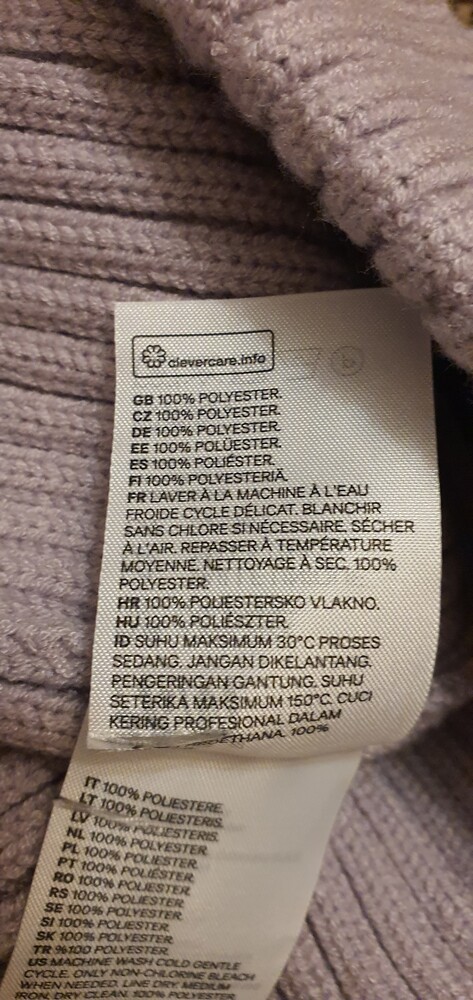 clevercare.info
GB 100% POLYESTER.
CZ 100% POLYESTER.
DE 100% POLYESTER.
EE 100% POLÜESTER.
ES 100% POLIÉSTER.
FI 100% POLYESTERIÄ.
FR LAVER À LA MACHINE À L'EAU
FROIDE CYCLE DÉLICAT. BLANCHIR
SANS CHLORE SI NÉCESSAIRE. SÉCHER
À L'AIR. REPASSER À TEMPÉRATURE
MOYENNE. NETTOYAGE À SEC. 100%
POLYESTER.
HR 100% POLIESTERSKO VLAKNO.
HU 100% POLIÉSZTER.
ID SUHU MAKSIMUM 30°C PROSES
SEDANG. JANGAN DIKELANTANG.
PENGERINGAN GANTUNG. SUHU
SETERIKA MAKSIMUM 150°C. CUCI
KERING PROFESIONAL DALAM
100%
IT 100% POLIESTERE.
LT 100% POLIESTERIS.
LV 100% POLIESTERIS.
NL 100% POLYESTER.
PL 100% POLIESTER.
PT 100% POLIÉSTER.
RO 100% POLIESTER.
RS 100% POLIESTER.
SE 100% POLYESTER.
SI 100% POLIESTER.
SK 100% POLYESTER.
TR %100 POLYESTER.
US MACHINE WASH COLD GENTLE
CYCLE. ONLY NON-CHLORINE BLEACH
WHEN NEEDED. LINE DRY. MEDIUM
IRON. DRY CLEAN. 100% POLYESTER